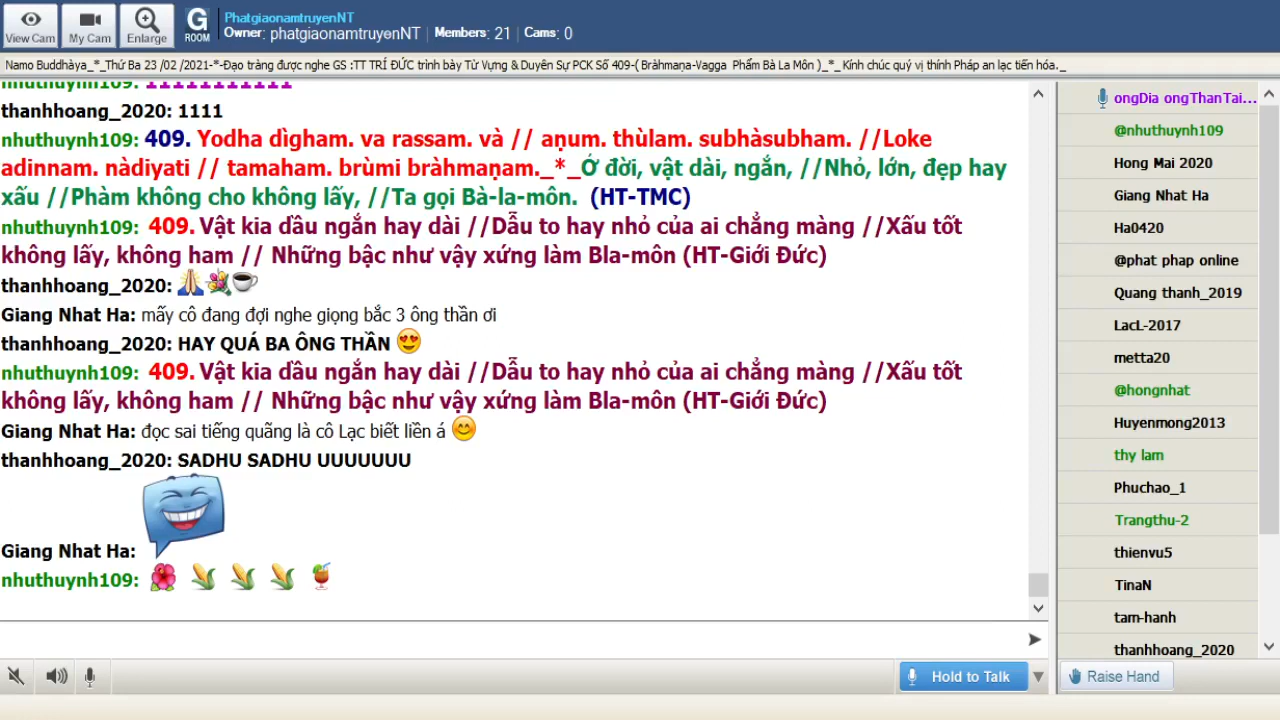 View Cam
My Cam
Enlarge
G
ROOM
PhatgiaonamtruyenNT
Owner: phatgiaonamtruyenNT | Members: 21 | Cams: 0
Namo Buddhàya_*_Thứ Ba 23 /02 /2021-*-Đạo tràng được nghe GS :TT TRÍ ĐỨC trình bày Từ Vựng & Duyên Sự PCK Số 409-( Bràhmaṇa-Vagga Phẩm Bà La Môn )_*_ Kính chúc quý vị thính Pháp an lạc tiến hóa._
nhuthuynh109: 111111111111
thanhhoang_2020: 1111
nhuthuynh109: 409. Yodha dìgham. va rassam. và // aṇum. thùlam. subhàsubham. //Loke
adinnam. nàdiyati // tamaham. brùmi bràhmaṇam._*_Ở đời, vật dài, ngắn, //Nhỏ, lớn, đẹp hay
xấu //Phàm không cho không lấy, //Ta gọi Bà-la-môn. (HT-TMC)
nhuthuynh109: 409. Vật kia dầu ngắn hay dài //Dẫu to hay nhỏ của ai chẳng màng //Xấu tốt
không lấy, không ham // Những bậc như vậy xứng làm Bla-môn (HT-Giới Đức)
thanhhoang_2020:
Giang Nhat Ha: mấy cô đang đợi nghe giọng bắc 3 ông thần ơi
thanhhoang_2020: HAY QUÁ BA ÔNG THẦN
nhuthuynh109: 409. Vật kia dầu ngắn hay dài //Dẫu to hay nhỏ của ai chẳng màng //Xấu tốt
không lấy, không ham // Những bậc như vậy xứng làm Bla-môn (HT-Giới Đức)
Giang Nhat Ha: đọc sai tiếng quãng là cô Lạc biết liền á
thanhhoang_2020: SADHU SADHU UUUUUUU
Giang Nhat Ha:
nhuthuynh109:
ongDia ongThanTai...
@nhuthuynh109
Hong Mai 2020
Giang Nhat Ha
Ha0420
@phat phap online
Quang thanh_2019
LacL-2017
metta20
@hongnhat
Huyenmong2013
thy lam
Phuchao_1
Trangthu-2
thienvu5
TinaN
tam-hanh
thanhhoang_2020
Hold to Talk
Raise Hand